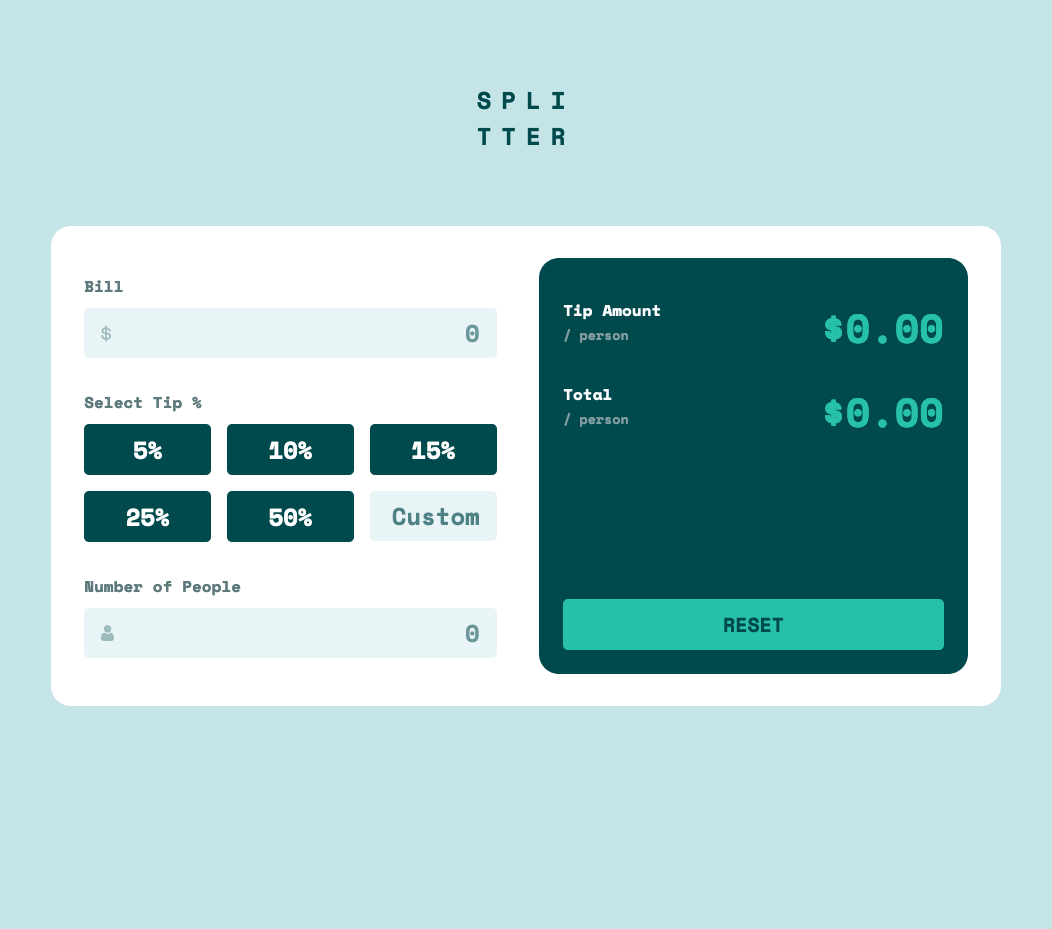 SPLI
TTER
Bill
$ 0
Select Tip %
5% 10% 15%
25% 50% Custom
Number of People
0
Tip Amount
/ person
$0.00
Total
/ person
$0.00
RESET